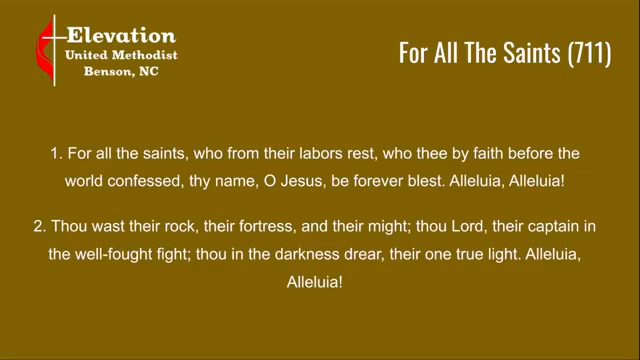 Elevation
United Methodist
Benson, NC
For All The Saints (711)
1. For all the saints, who from their labors rest, who thee by faith before the
world confessed, thy name, O Jesus, be forever blest. Alleluia, Alleluia!
2. Thou wast their rock, their fortress, and their might; thou Lord, their captain in
the well-fought fight; thou in the darkness drear, their one true light. Alleluia,
Alleluia!